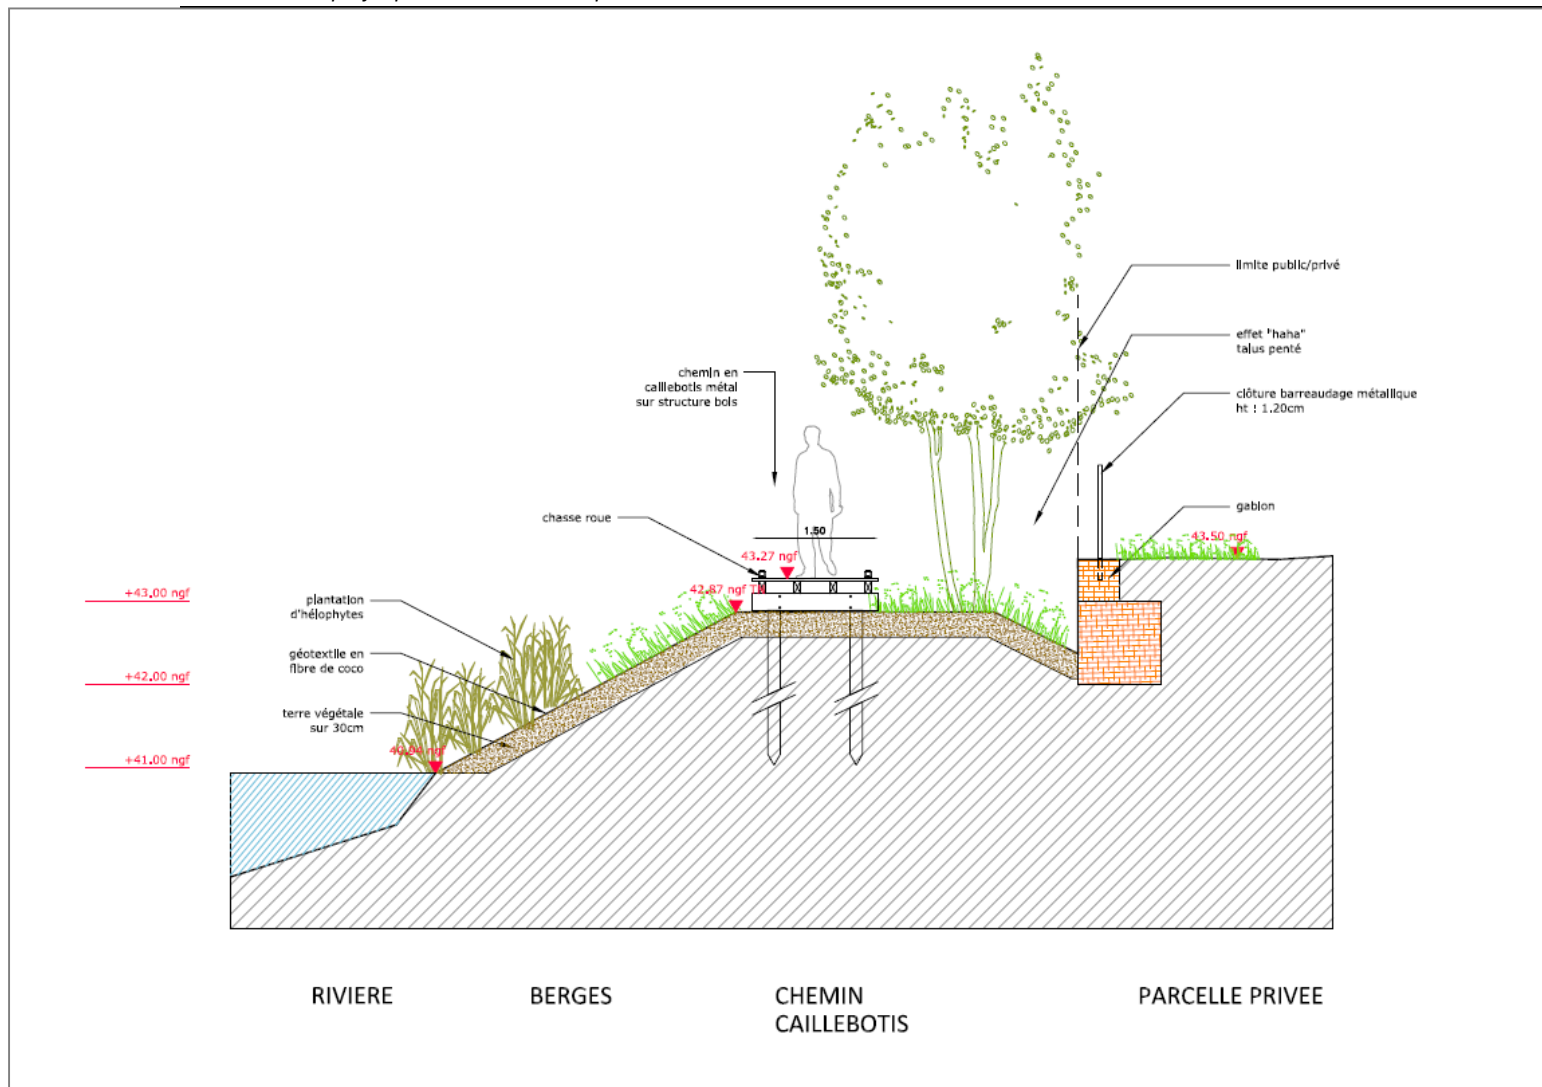 limite public/privé
effet "haha"
talus penté
chemin en
caillebotis métal
sur structure bois
clôture barreaudage métallique
ht : 1.20cm
chasse roue
gabion
1.50
43.50 ngf
43.27 ngf
42.87 ngf
+43.00 ngf
plantation
d'hélophytes
géotextile en
fibre de coco
+42.00 ngf
terre végétale
sur 30cm
40.94 ngf
+41.00 ngf
RIVIERE
BERGES
CHEMIN
CAILLEBOTIS
PARCELLE PRIVEE